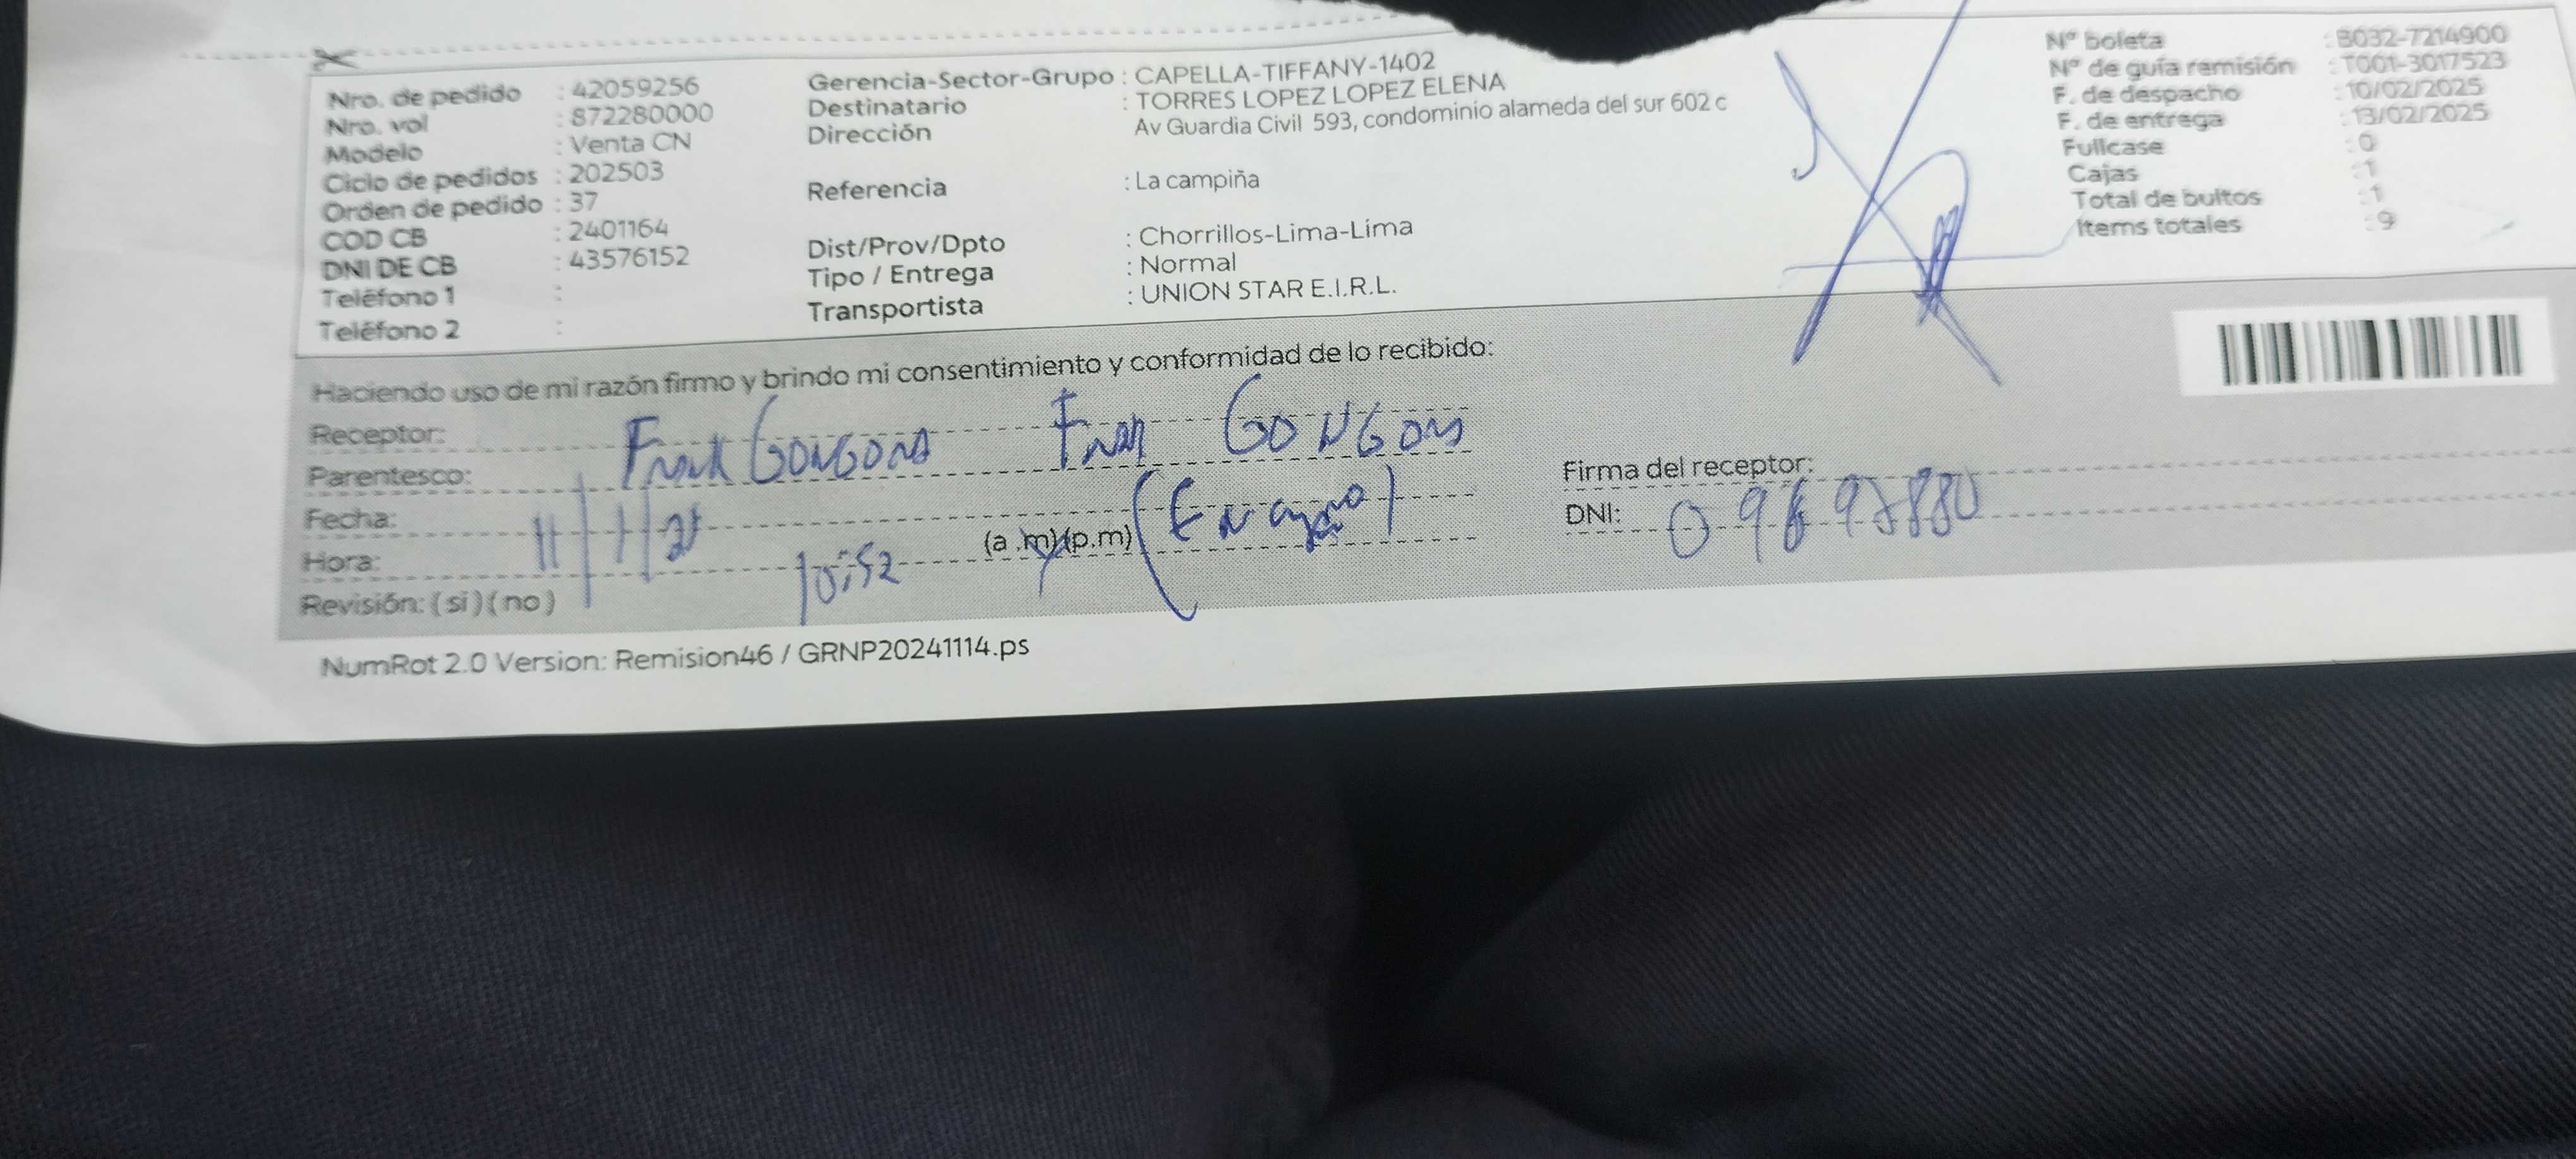 Nro. de pedido : 42059256
Nro. vol : 872280000
Modelo : Venta CN
Ciclo de pedidos : 202503
Orden de pedido : 37
COD CB : 2401164
DNI DE CB : 43576152
Teléfono 1 :
Teléfono 2 :
Gerencia-Sector-Grupo : CAPELLA-TIFFANY-1402
Destinatario : TORRES LOPEZ LOPEZ ELENA
Dirección Av Guardia Civil 593, condominio alameda del sur 602 c
Referencia : La campiña
Dist/Prov/Dpto : Chorrillos-Lima-Lima
Tipo / Entrega : Normal
Transportista : UNION STAR E.I.R.L.
Nº boleta : B032-7214900
Nº de guía remisión : T001-3017523
F. de despacho : 10/02/2025
F. de entrega : 13/02/2025
Fullcase : 0
Cajas : 1
Total de bultos : 1
Items totales : 9
Haciendo uso de mi razón firmo y brindo mi consentimiento y conformidad de lo recibido:
Receptor:
Parentesco:
Fecha:
Hora: 10:52 (a .m)(p.m)
Revisión: (si) (no)
Firma del receptor:
DNI:
NumRot 2.0 Version: Remision46 / GRNP20241114.ps